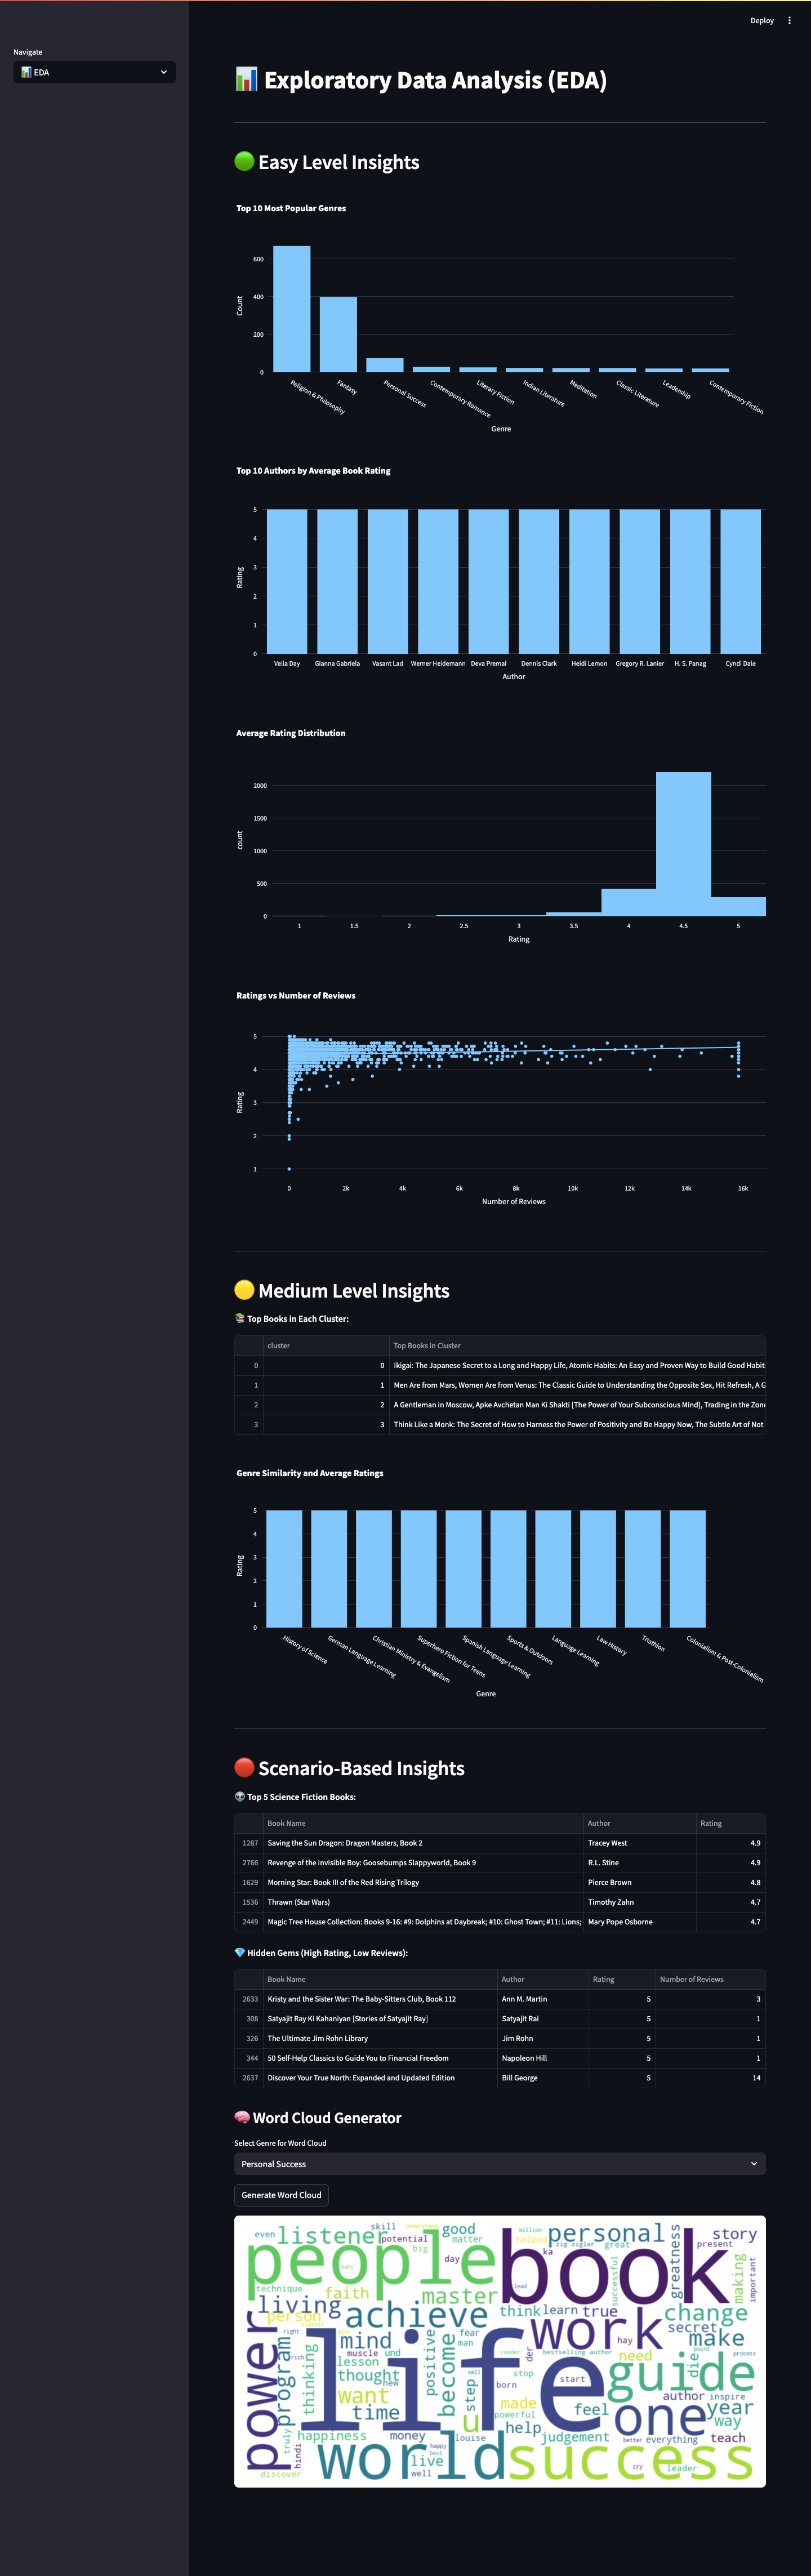 Deploy
Navigate
EDA
Exploratory Data Analysis (EDA)
Easy Level Insights
Top 10 Most Popular Genres
600
400
200
0
Count
Religion & Philosophy
Fantasy
Personal Success
Contemporary Romance
Literary Fiction
Indian Literature
Meditation
Classic Literature
Leadership
Contemporary Fiction
Genre
Top 10 Authors by Average Book Rating
5
4
3
2
1
0
Rating
Vella Day Gianna Gabriela Vasant Lad Werner Heidemann Deva Premal Dennis Clark Heidi Lemon Gregory R. Lanier H. S. Panag Cyndi Dale
Author
Average Rating Distribution
2000
1500
1000
500
0
count
1 1.5 2 2.5 3 3.5 4 4.5 5
Rating
Ratings vs Number of Reviews
5
4
3
2
1
Rating
0 2k 4k 6k 8k 10k 12k 14k 16k
Number of Reviews
Medium Level Insights
Top Books in Each Cluster:
cluster Top Books in Cluster
0 0 Ikigai: The Japanese Secret to a Long and Happy Life, Atomic Habits: An Easy and Proven Way to Build Good Habit
1 1 Men Are from Mars, Women Are from Venus: The Classic Guide to Understanding the Opposite Sex, Hit Refresh, A G
2 2 A Gentleman in Moscow, Apke Avchetan Man Ki Shakti [The Power of Your Subconscious Mind], Trading in the Zone
3 3 Think Like a Monk: The Secret of How to Harness the Power of Positivity and Be Happy Now, The Subtle Art of Not
Genre Similarity and Average Ratings
5
4
3
2
1
0
Rating
History of Science
German Language Learning
Christian Ministry & Evangelism
Superhero Fiction for Teens
Spanish Language Learning
Sports & Outdoors
Language Learning
Law History
Triathlon
Colonialism & Post-Colonialism
Genre
Scenario-Based Insights
Top 5 Science Fiction Books:
Book Name Author Rating
1287 Saving the Sun Dragon: Dragon Masters, Book 2 Tracey West 4.9
2766 Revenge of the Invisible Boy: Goosebumps Slappyworld, Book 9 R.L. Stine 4.9
1629 Morning Star: Book III of the Red Rising Trilogy Pierce Brown 4.8
1536 Thrawn (Star Wars) Timothy Zahn 4.7
2449 Magic Tree House Collection: Books 9-16: #9: Dolphins at Daybreak; #10: Ghost Town; #11: Lions; Mary Pope Osborne 4.7
Hidden Gems (High Rating, Low Reviews):
Book Name Author Rating Number of Reviews
2633 Kristy and the Sister War: The Baby-Sitters Club, Book 112 Ann M. Martin 5 3
308 Satyajit Ray Ki Kahaniyan [Stories of Satyajit Ray] Satyajit Rai 5 1
326 The Ultimate Jim Rohn Library Jim Rohn 5 1
344 50 Self-Help Classics to Guide You to Financial Freedom Napoleon Hill 5 1
2637 Discover Your True North: Expanded and Updated Edition Bill George 5 14
Word Cloud Generator
Select Genre for Word Cloud
Personal Success
Generate Word Cloud
even listener skill understand good million personal story
potential matter helped zig ziglar great present
people big day ka book greatness making important
technique many faith master lead successful
living think learn true change
person achieve work secret
power right mind fear man hay make
program rich muscle und positive become reader der bestselling author need die point process
thinking lesson thought new step sell stop start guide
want born made author inspire
life time u powerful feel one year
truly happiness money happy louise help judgement better everything way teach
hindi world best live well success cry leader
discover